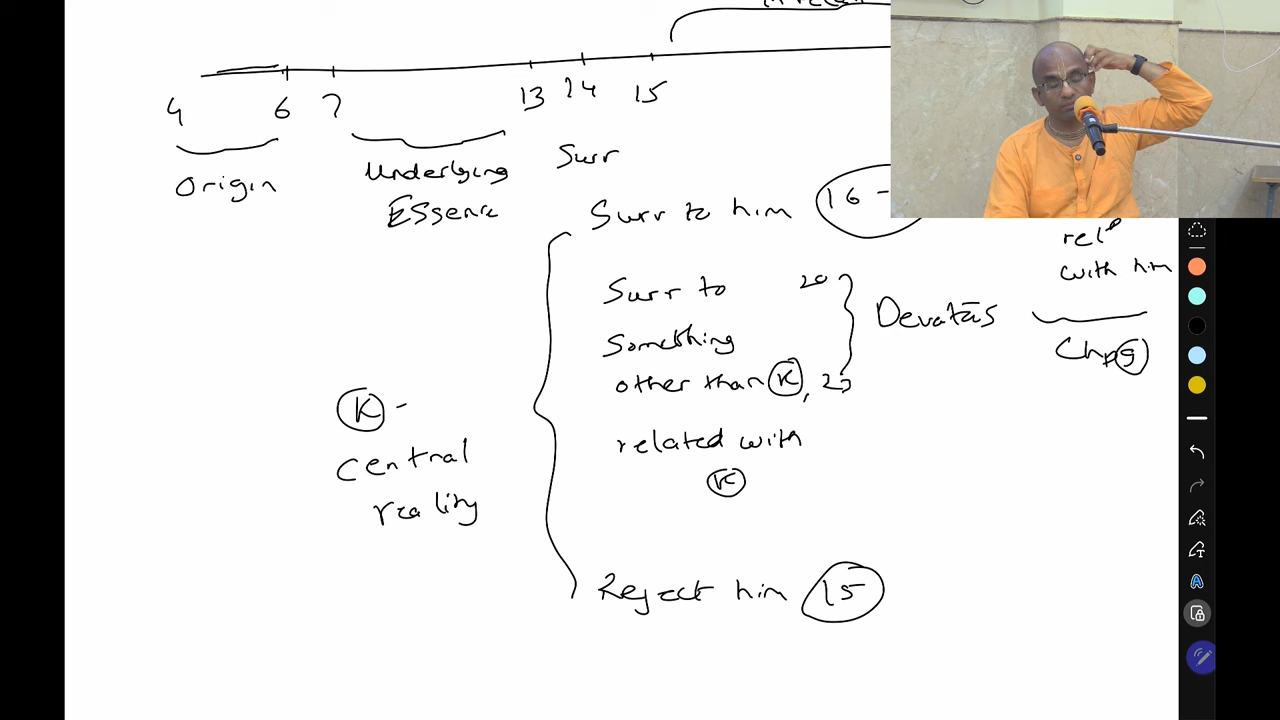 4 6 7 13 14 15
Origin
Underlying
Essence
Surr
Surr to him 16 -
rel^n
with him
Chp 9
Surr to 20
something
other than K, 23
Devatās
related with
K
K -
central
reality
Reject him 15